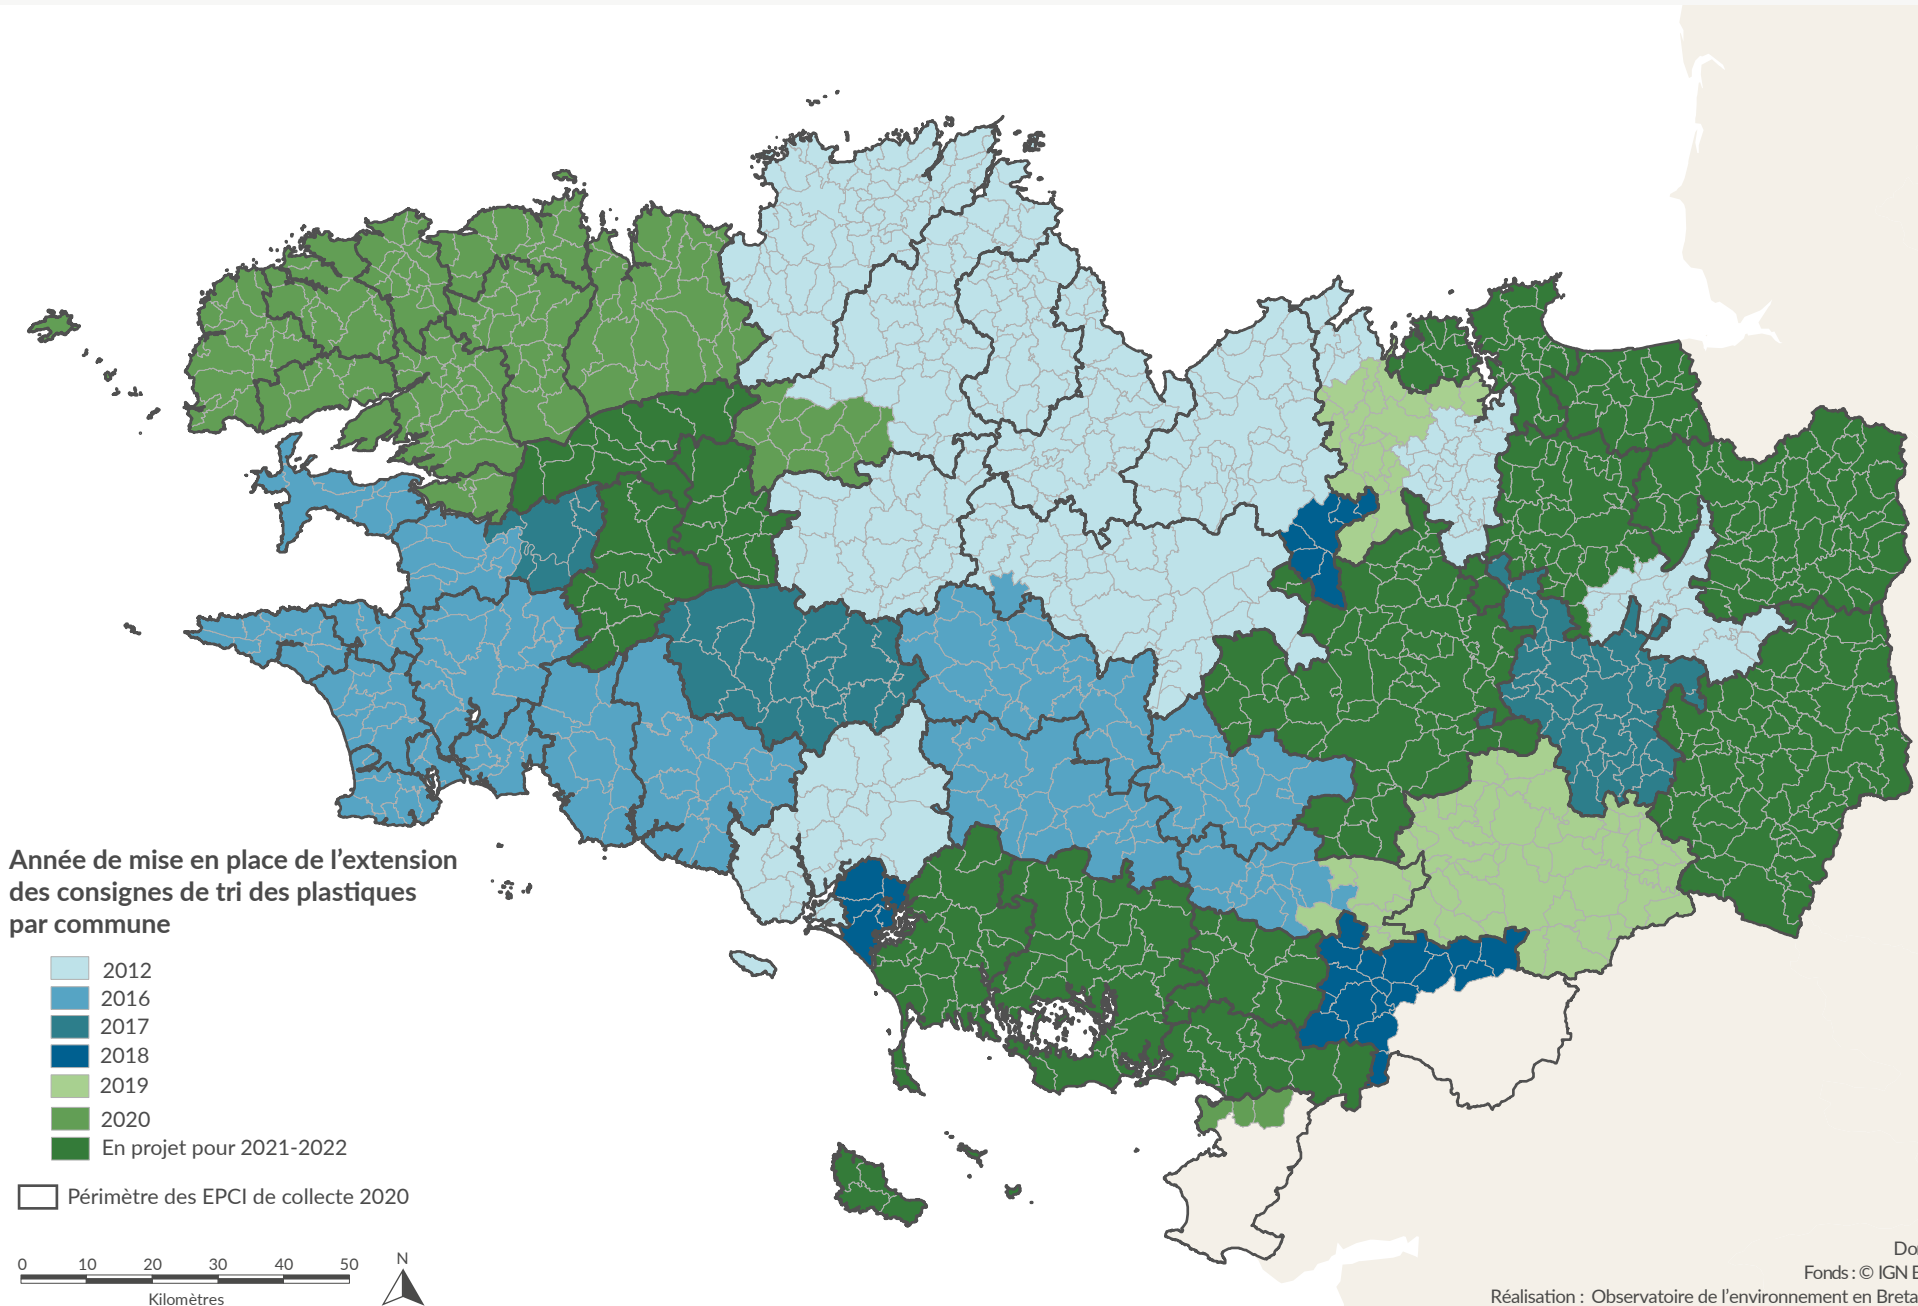 Année de mise en place de l’extension
des consignes de tri des plastiques
par commune
2012
2016
2017
2018
2019
2020
En projet pour 2021-2022
Périmètre des EPCI de collecte 2020
0 10 20 30 40 50
Kilomètres
N
Fonds : © IGN
Réalisation : Observatoire de l’environnement en